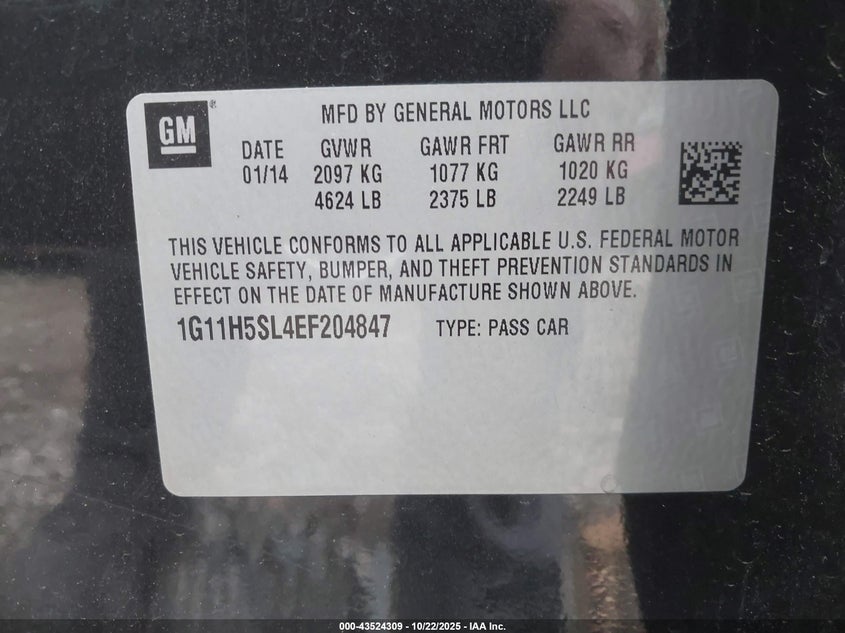 GM®
MFD BY GENERAL MOTORS LLC
DATE GVWR GAWR FRT GAWR RR
01/14 2097 KG 1077 KG 1020 KG
4624 LB 2375 LB 2249 LB
THIS VEHICLE CONFORMS TO ALL APPLICABLE U.S. FEDERAL MOTOR
VEHICLE SAFETY, BUMPER, AND THEFT PREVENTION STANDARDS IN
EFFECT ON THE DATE OF MANUFACTURE SHOWN ABOVE.
1G11H5SL4EF204847 TYPE: PASS CAR
000-43524309 - 10/22/2025 - IAA Inc.